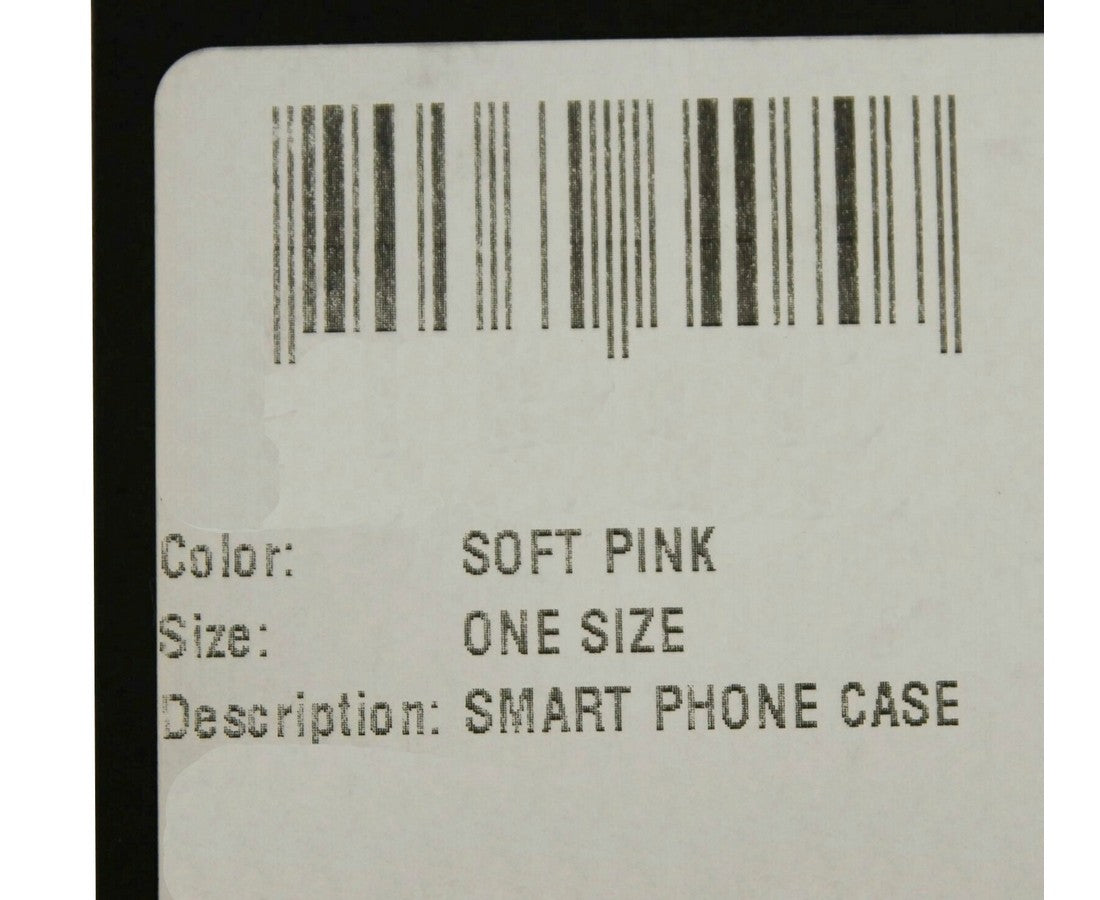 Color: SOFT PINK
Size: ONE SIZE
Description: SMART PHONE CASE